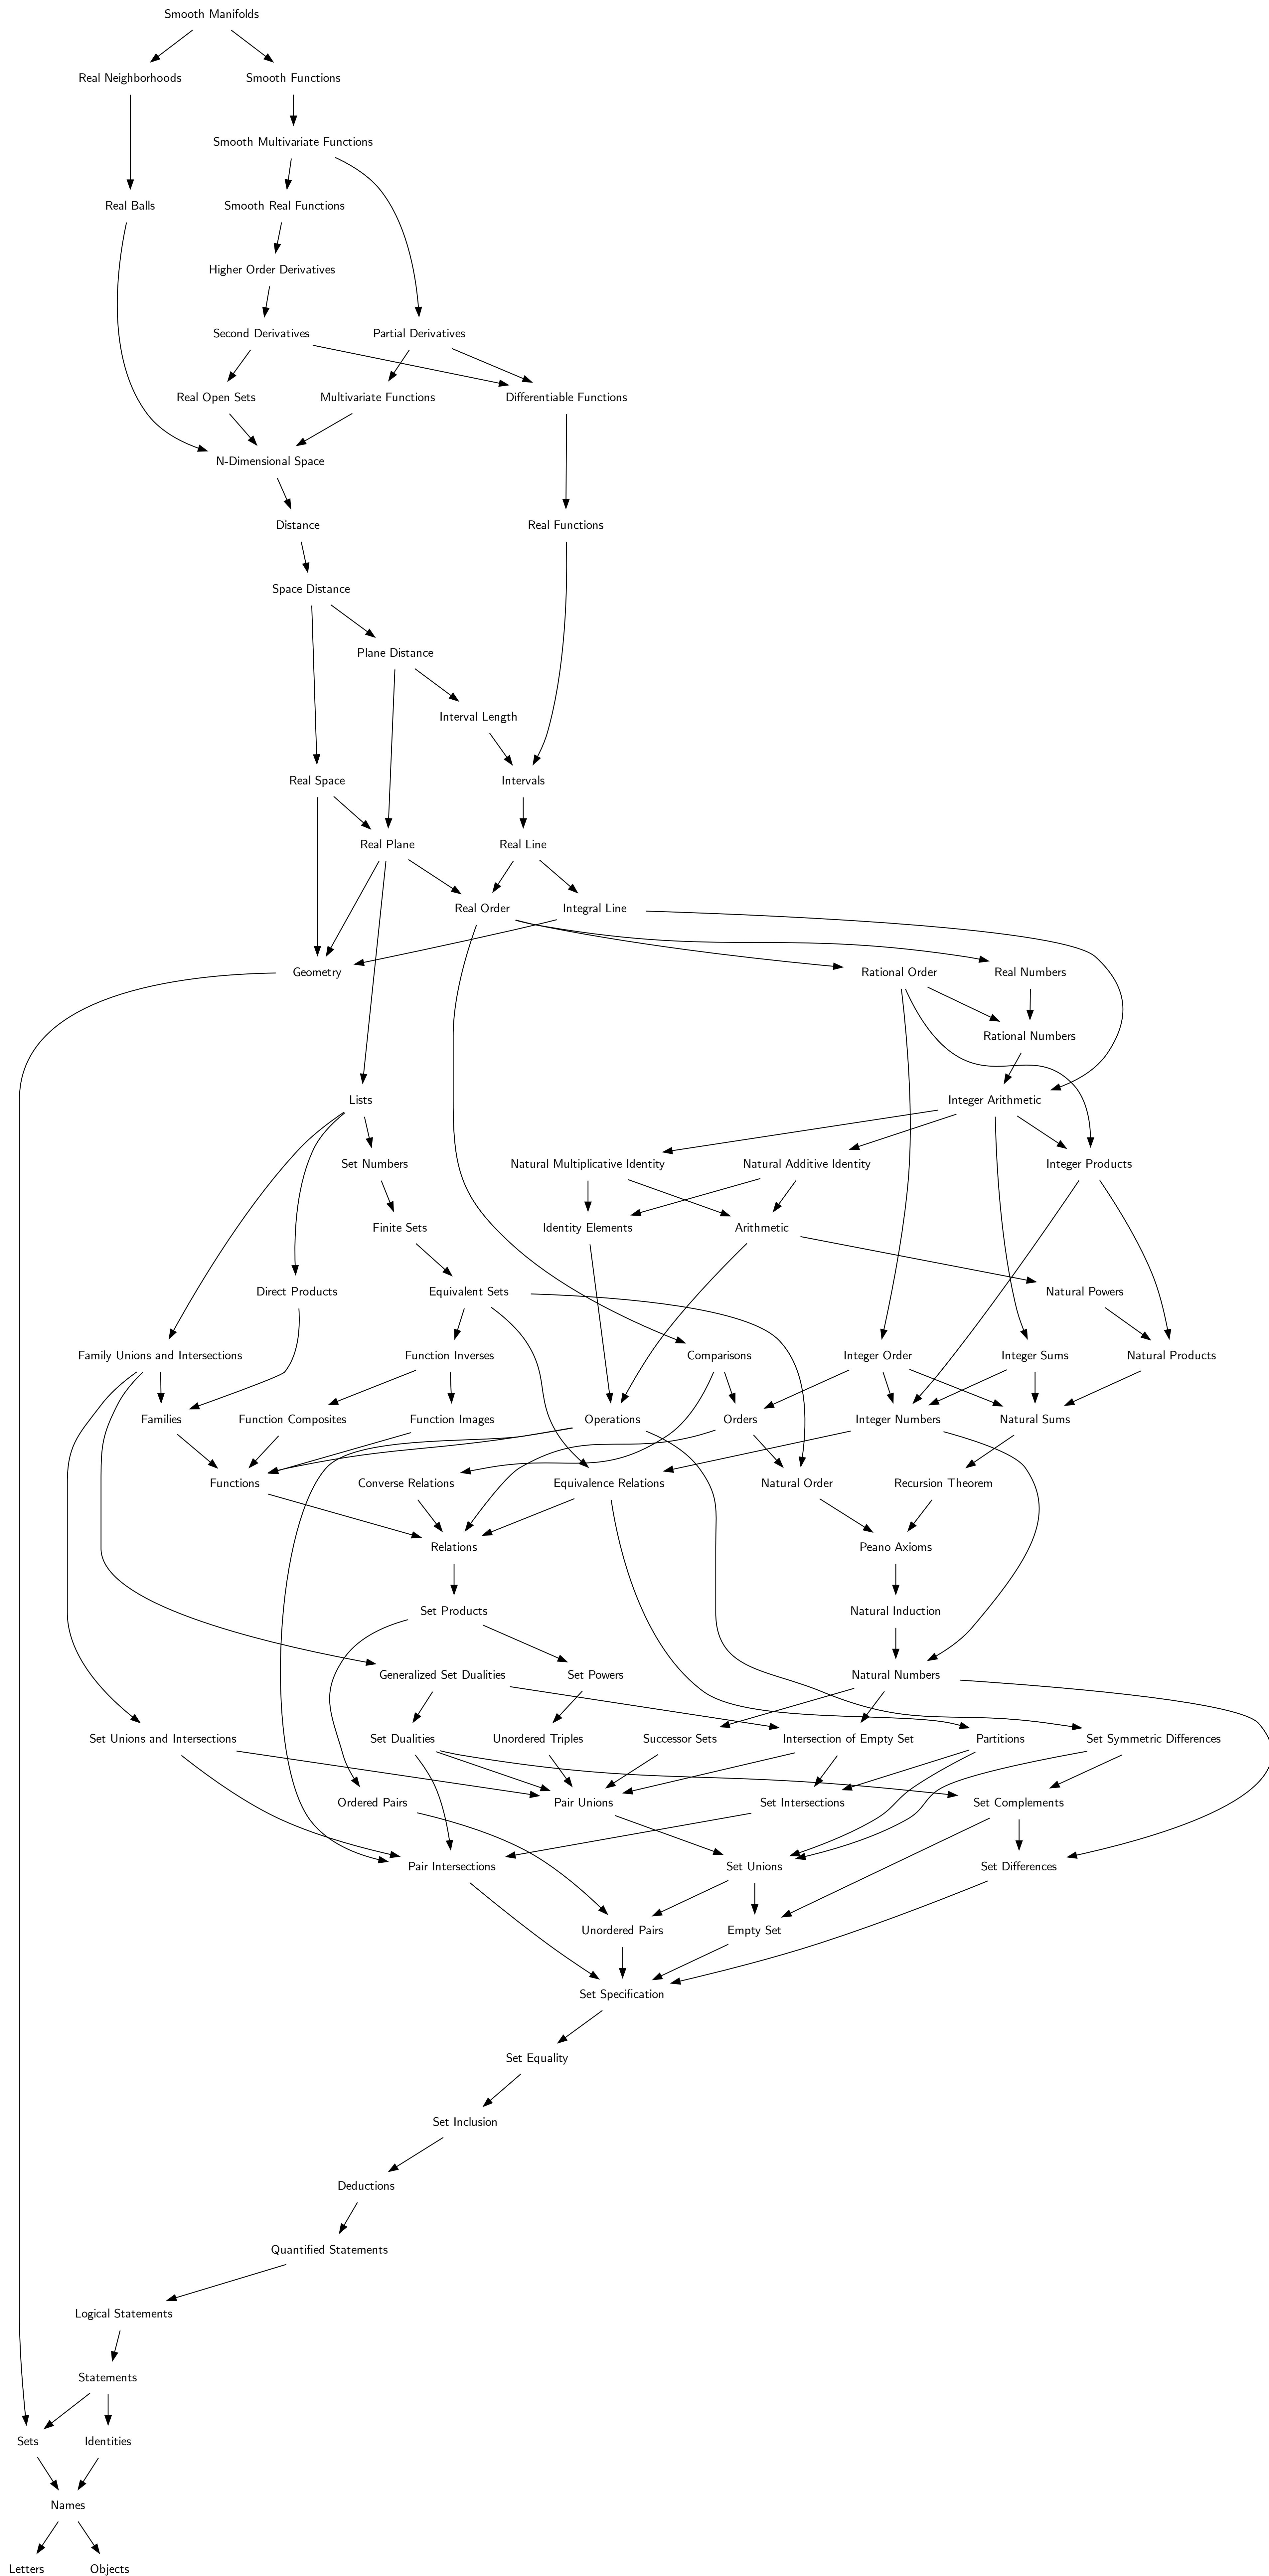 Smooth Manifolds
Real Neighborhoods
Smooth Functions
Smooth Multivariate Functions
Real Balls
Smooth Real Functions
Higher Order Derivatives
Second Derivatives
Partial Derivatives
Real Open Sets
Multivariate Functions
Differentiable Functions
N-Dimensional Space
Distance
Real Functions
Space Distance
Plane Distance
Interval Length
Real Space
Intervals
Real Plane
Real Line
Real Order
Integral Line
Geometry
Rational Order
Real Numbers
Rational Numbers
Lists
Integer Arithmetic
Set Numbers
Natural Multiplicative Identity
Natural Additive Identity
Integer Products
Finite Sets
Identity Elements
Arithmetic
Direct Products
Equivalent Sets
Natural Powers
Family Unions and Intersections
Function Inverses
Comparisons
Integer Order
Integer Sums
Natural Products
Families
Function Composites
Function Images
Operations
Orders
Integer Numbers
Natural Sums
Functions
Converse Relations
Equivalence Relations
Natural Order
Recursion Theorem
Relations
Peano Axioms
Set Products
Natural Induction
Generalized Set Dualities
Set Powers
Natural Numbers
Set Unions and Intersections
Set Dualities
Unordered Triples
Successor Sets
Intersection of Empty Set
Partitions
Set Symmetric Differences
Ordered Pairs
Pair Unions
Set Intersections
Set Complements
Pair Intersections
Set Unions
Set Differences
Unordered Pairs
Empty Set
Set Specification
Set Equality
Set Inclusion
Deductions
Quantified Statements
Logical Statements
Statements
Sets
Identities
Names
Letters
Objects